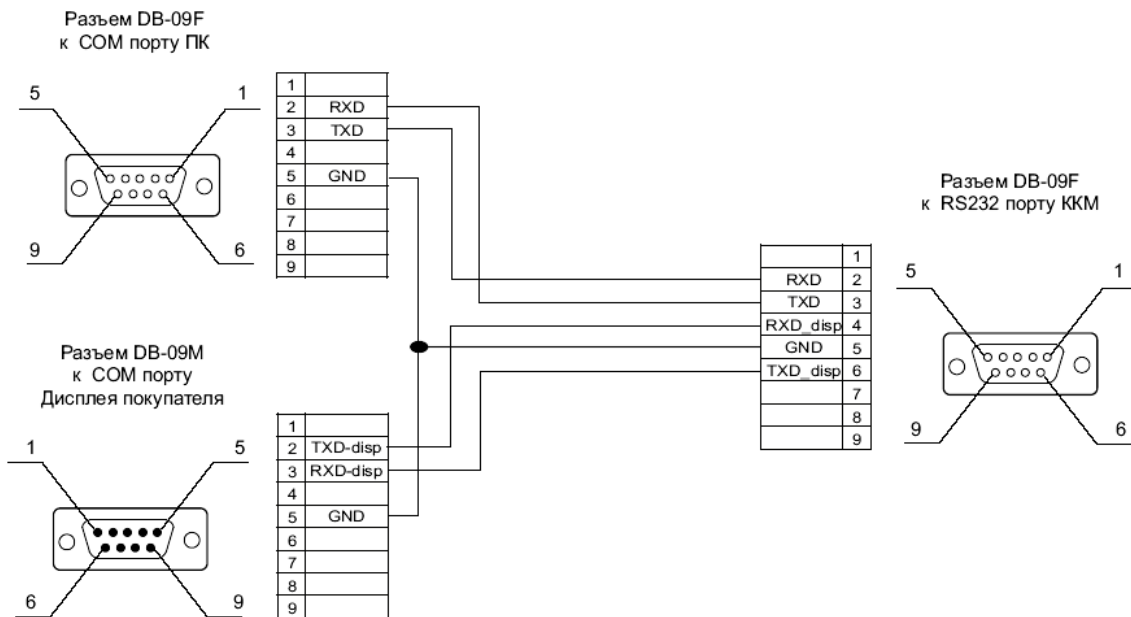 Разъем DB-09F
к COM порту ПК
5
1
9
6
1
2 RXD
3 TXD
4
5 GND
6
7
8
9
Разъем DB-09M
к COM порту
Дисплея покупателя
1
5
6
9
1
2 TXD-disp
3 RXD-disp
4
5 GND
6
7
8
9
1
RXD 2
TXD 3
RXD_disp 4
GND 5
TXD_disp 6
7
8
9
Разъем DB-09F
к RS232 порту ККМ
5
1
9
6